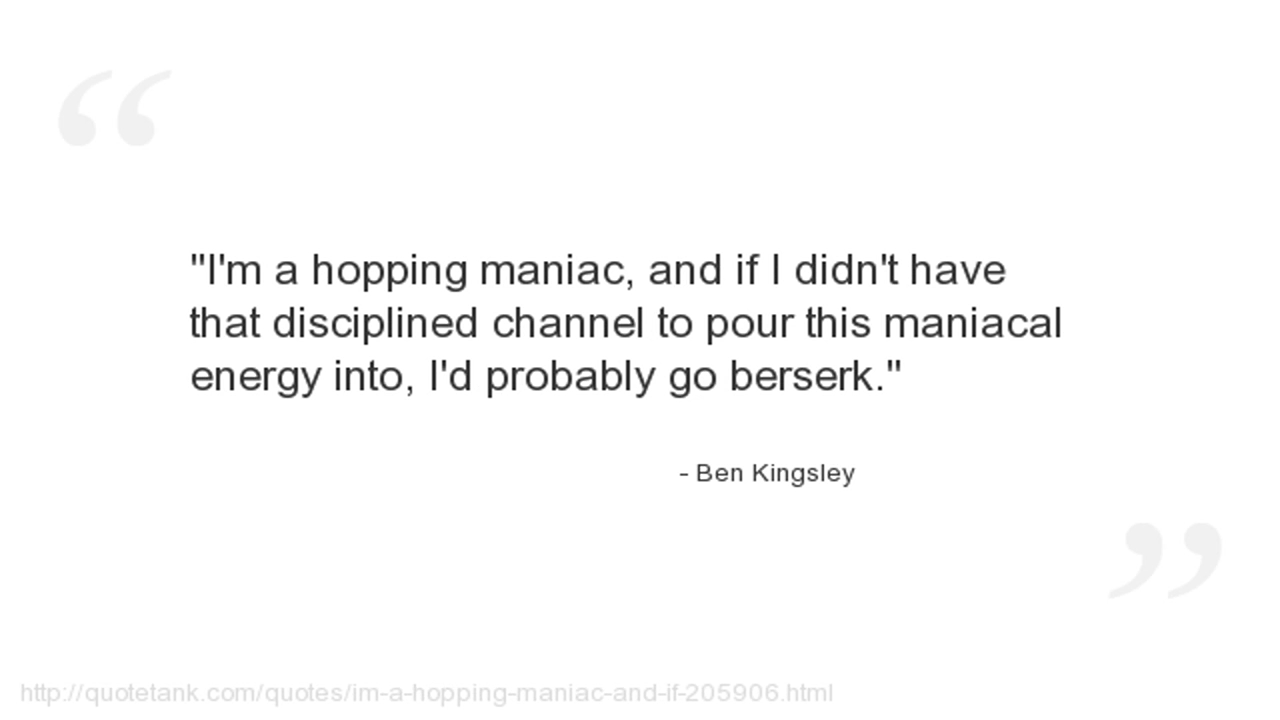 "I'm a hopping maniac, and if I didn't have
that disciplined channel to pour this maniacal
energy into, I'd probably go berserk."
- Ben Kingsley
http://quotetank.com/quotes/im-a-hopping-maniac-and-if-205906.html